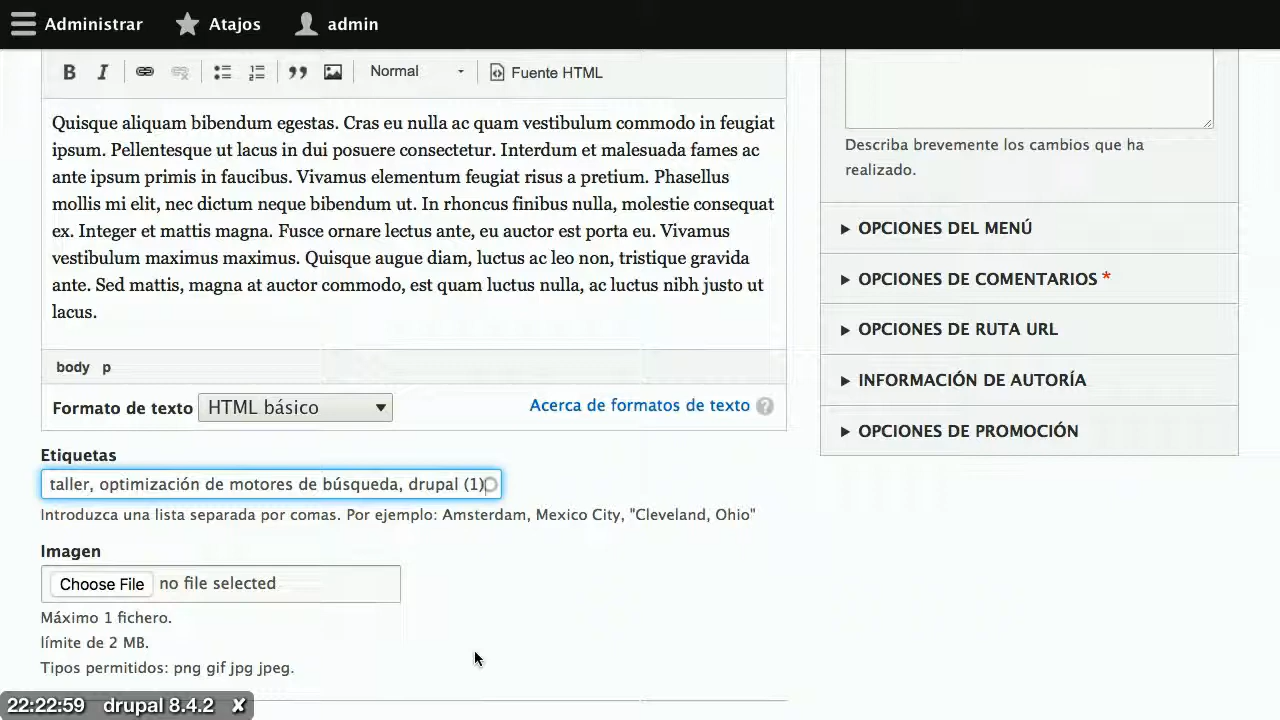 Administrar Atajos admin
B I Normal Fuente HTML
Quisque aliquam bibendum egestas. Cras eu nulla ac quam vestibulum commodo in feugiat
ipsum. Pellentesque ut lacus in dui posuere consectetur. Interdum et malesuada fames ac
ante ipsum primis in faucibus. Vivamus elementum feugiat risus a pretium. Phasellus
mollis mi elit, nec dictum neque bibendum ut. In rhoncus finibus nulla, molestie consequat
ex. Integer et mattis magna. Fusce ornare lectus ante, eu auctor est porta eu. Vivamus
vestibulum maximus maximus. Quisque augue diam, luctus ac leo non, tristique gravida
ante. Sed mattis, magna at auctor commodo, est quam luctus nulla, ac luctus nibh justo ut
lacus.
body p
Formato de texto HTML básico Acerca de formatos de texto ?
Etiquetas
taller, optimización de motores de búsqueda, drupal (1)
Introduzca una lista separada por comas. Por ejemplo: Amsterdam, Mexico City, "Cleveland, Ohio"
Imagen
Choose File no file selected
Máximo 1 fichero.
límite de 2 MB.
Tipos permitidos: png gif jpg jpeg.
Describa brevemente los cambios que ha
realizado.
OPCIONES DEL MENÚ
OPCIONES DE COMENTARIOS *
OPCIONES DE RUTA URL
INFORMACIÓN DE AUTORÍA
OPCIONES DE PROMOCIÓN
22:22:59 drupal 8.4.2 ✘